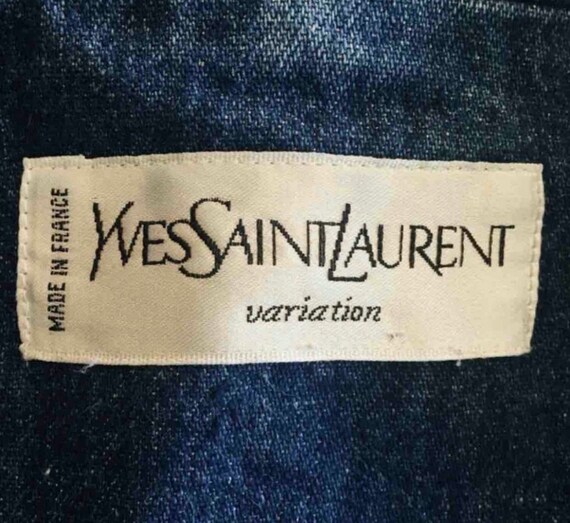 MADE IN FRANCE
YVESSAINTLAURENT
variation